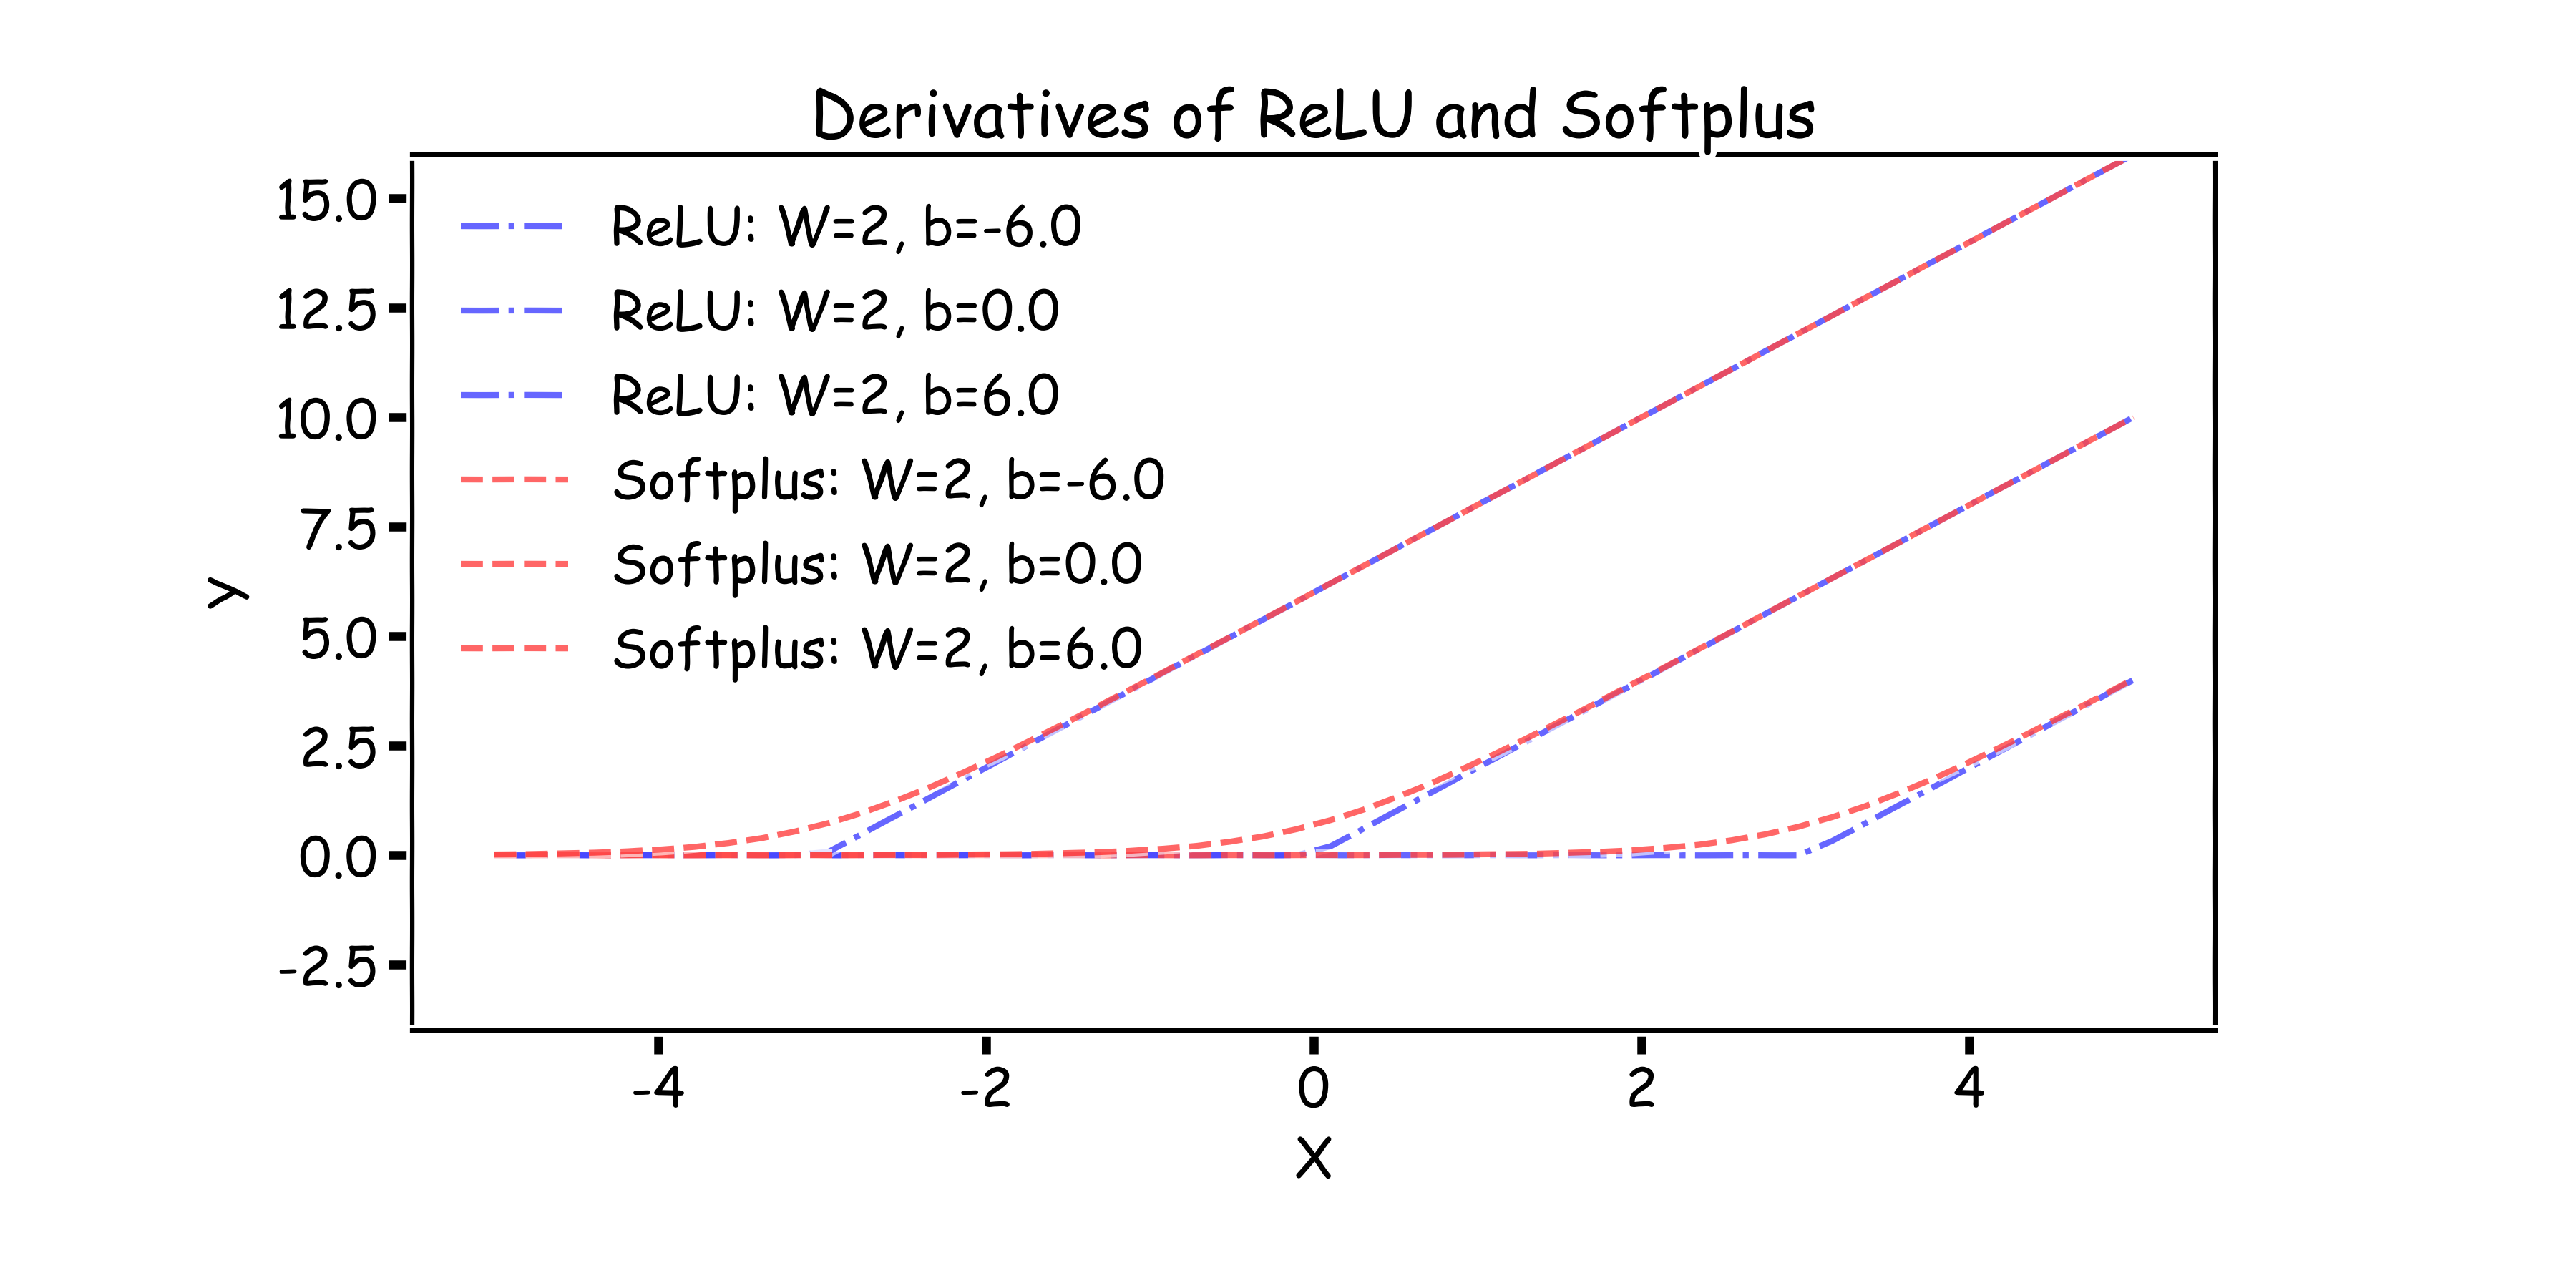 Derivatives of ReLU and Softplus
15.0
12.5
10.0
7.5
5.0
2.5
0.0
-2.5
y
ReLU: W=2, b=-6.0
ReLU: W=2, b=0.0
ReLU: W=2, b=6.0
Softplus: W=2, b=-6.0
Softplus: W=2, b=0.0
Softplus: W=2, b=6.0
-4 -2 0 2 4
X